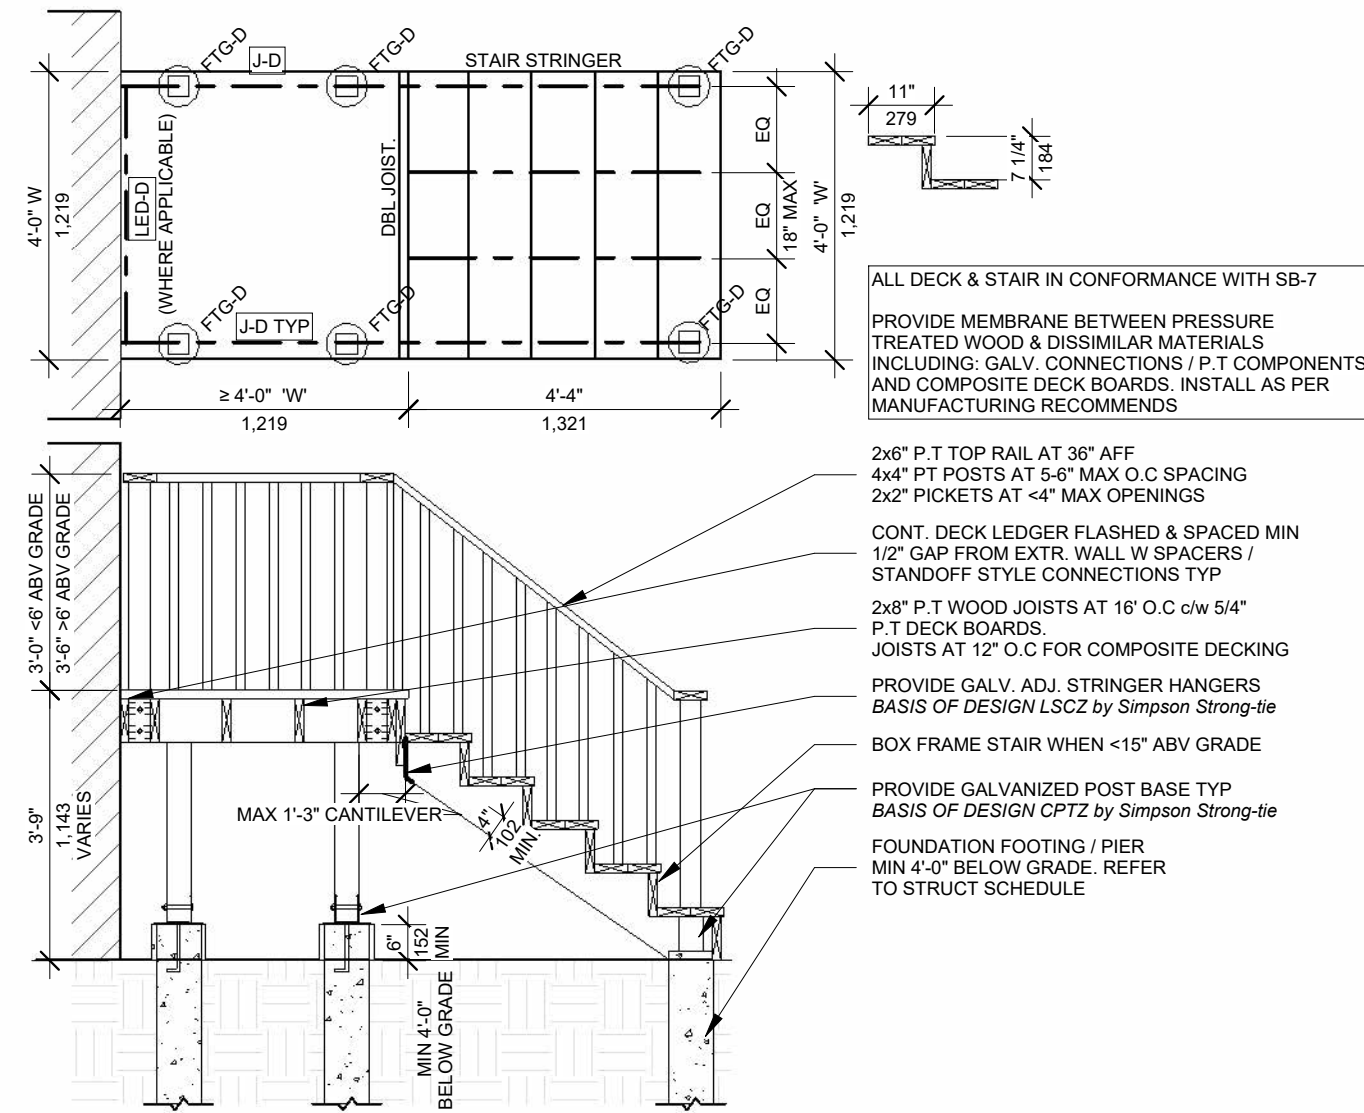 FTG-D
J-D
FTG-D
STAIR STRINGER
FTG-D
4'-0" W
1,219
LED-D
(WHERE APPLICABLE)
DBL JOIST.
EQ
EQ
EQ
18" MAX
4'-0" 'W'
1,219
FTG-D
J-D TYP
FTG-D
FTG-D
≥ 4'-0" 'W'
1,219
4'-4"
1,321
11"
279
7 1/4"
184
ALL DECK & STAIR IN CONFORMANCE WITH SB-7
PROVIDE MEMBRANE BETWEEN PRESSURE
TREATED WOOD & DISSIMILAR MATERIALS
INCLUDING: GALV. CONNECTIONS / P.T COMPONENTS
AND COMPOSITE DECK BOARDS. INSTALL AS PER
MANUFACTURING RECOMMENDS
2x6" P.T TOP RAIL AT 36" AFF
4x4" PT POSTS AT 5-6" MAX O.C SPACING
2x2" PICKETS AT <4" MAX OPENINGS
CONT. DECK LEDGER FLASHED & SPACED MIN
1/2" GAP FROM EXTR. WALL W SPACERS /
STANDOFF STYLE CONNECTIONS TYP
2x8" P.T WOOD JOISTS AT 16' O.C c/w 5/4"
P.T DECK BOARDS.
JOISTS AT 12" O.C FOR COMPOSITE DECKING
PROVIDE GALV. ADJ. STRINGER HANGERS
BASIS OF DESIGN LSCZ by Simpson Strong-tie
BOX FRAME STAIR WHEN <15" ABV GRADE
PROVIDE GALVANIZED POST BASE TYP
BASIS OF DESIGN CPTZ by Simpson Strong-tie
FOUNDATION FOOTING / PIER
MIN 4'-0" BELOW GRADE. REFER
TO STRUCT SCHEDULE
3'-0" <6' ABV GRADE
3'-6" >6' ABV GRADE
3'-9"
1,143
VARIES
MAX 1'-3" CANTILEVER
4"
102
MIN.
6"
152
MIN
MIN 4'-0"
BELOW GRADE